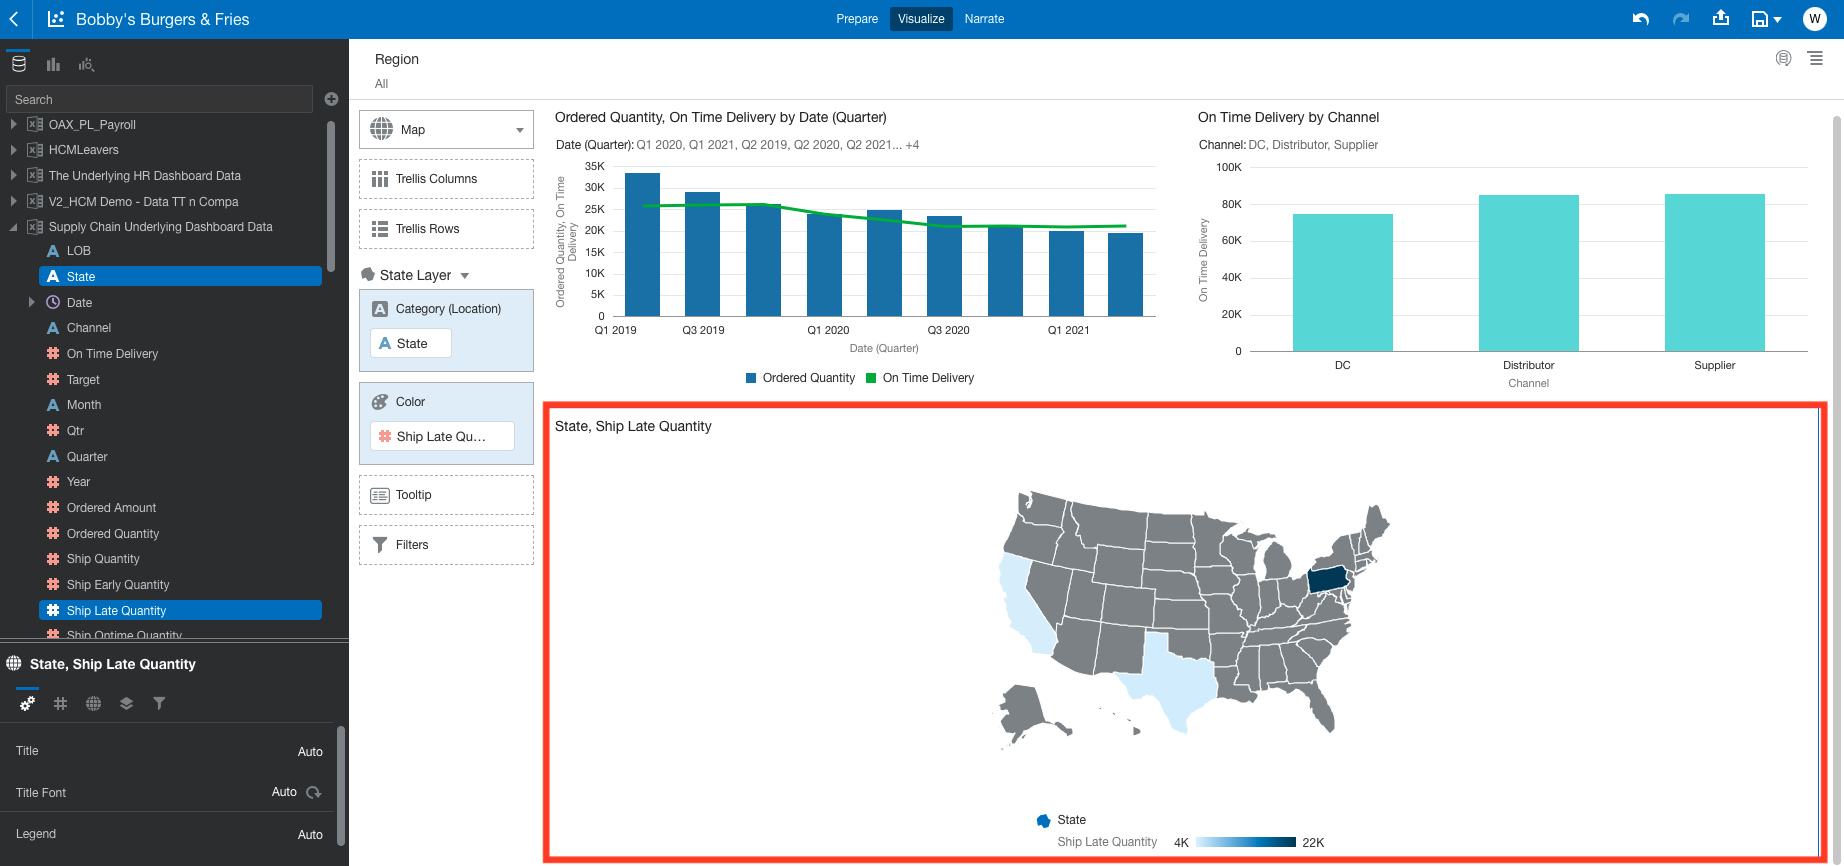 Bobby's Burgers & Fries
Prepare
Visualize
Narrate
W
Search
OAX_PL_Payroll
HCMLeavers
The Underlying HR Dashboard Data
V2_HCM Demo - Data TT n Compa
Supply Chain Underlying Dashboard Data
A LOB
A State
Date
A Channel
# On Time Delivery
# Target
A Month
# Qtr
A Quarter
# Year
# Ordered Amount
# Ordered Quantity
# Ship Quantity
# Ship Early Quantity
# Ship Late Quantity
# Ship Ontime Quantity
State, Ship Late Quantity
Title
Auto
Title Font
Auto
Legend
Auto
Region
All
Map
Trellis Columns
Trellis Rows
State Layer
A Category (Location)
A State
Color
# Ship Late Qu...
Tooltip
Filters
Ordered Quantity, On Time Delivery by Date (Quarter)
Date (Quarter): Q1 2020, Q1 2021, Q2 2019, Q2 2020, Q2 2021... +4
Ordered Quantity, On Time
Delivery
35K
30K
25K
20K
15K
10K
5K
0
Q1 2019
Q3 2019
Q1 2020
Q3 2020
Q1 2021
Date (Quarter)
Ordered Quantity
On Time Delivery
On Time Delivery by Channel
Channel: DC, Distributor, Supplier
On Time Delivery
100K
80K
60K
40K
20K
0
DC
Distributor
Supplier
Channel
State, Ship Late Quantity
State
Ship Late Quantity
4K
22K